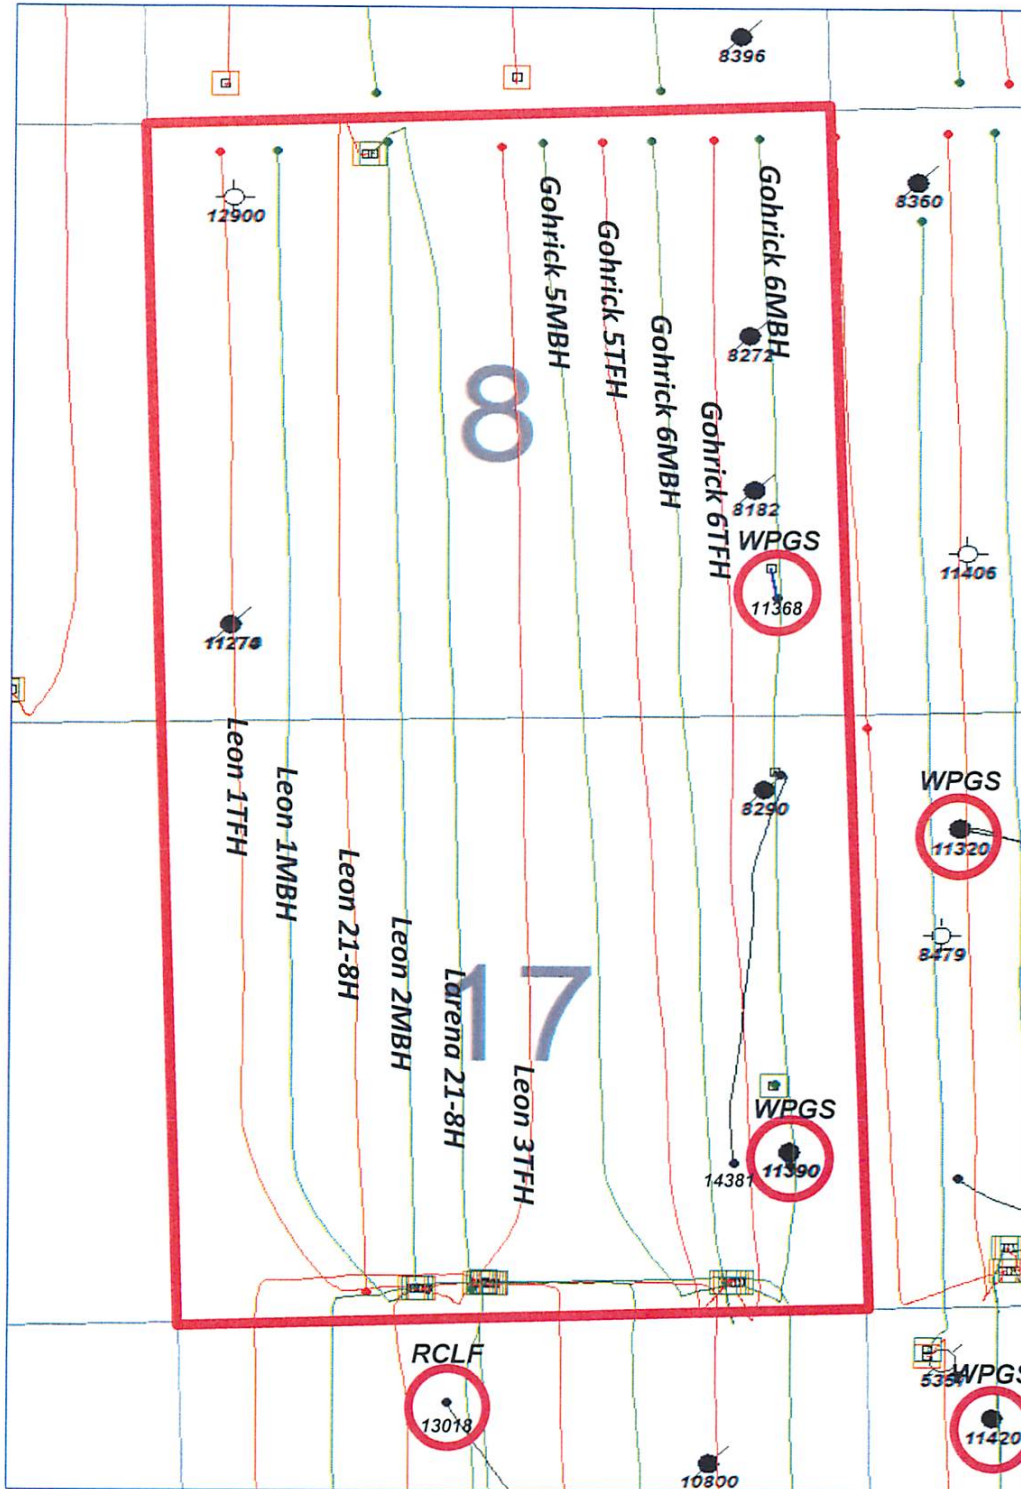 8396
12900
8360
Gohrick 5MBH
Gohrick 5TFH
Gohrick 6MBH
Gohrick 6TFH
Gohrick 6MBH
8272
8
8182
WPGS
11368
11406
Leon 1TFH
Leon 1MBH
Leon 21-8H
Leon 2MBH
Larena 21-8H
Leon 3TFH
8290
WPGS
11320
8479
17
WPGS
14381
11390
RCLF
13018
WPGS
11420
10800